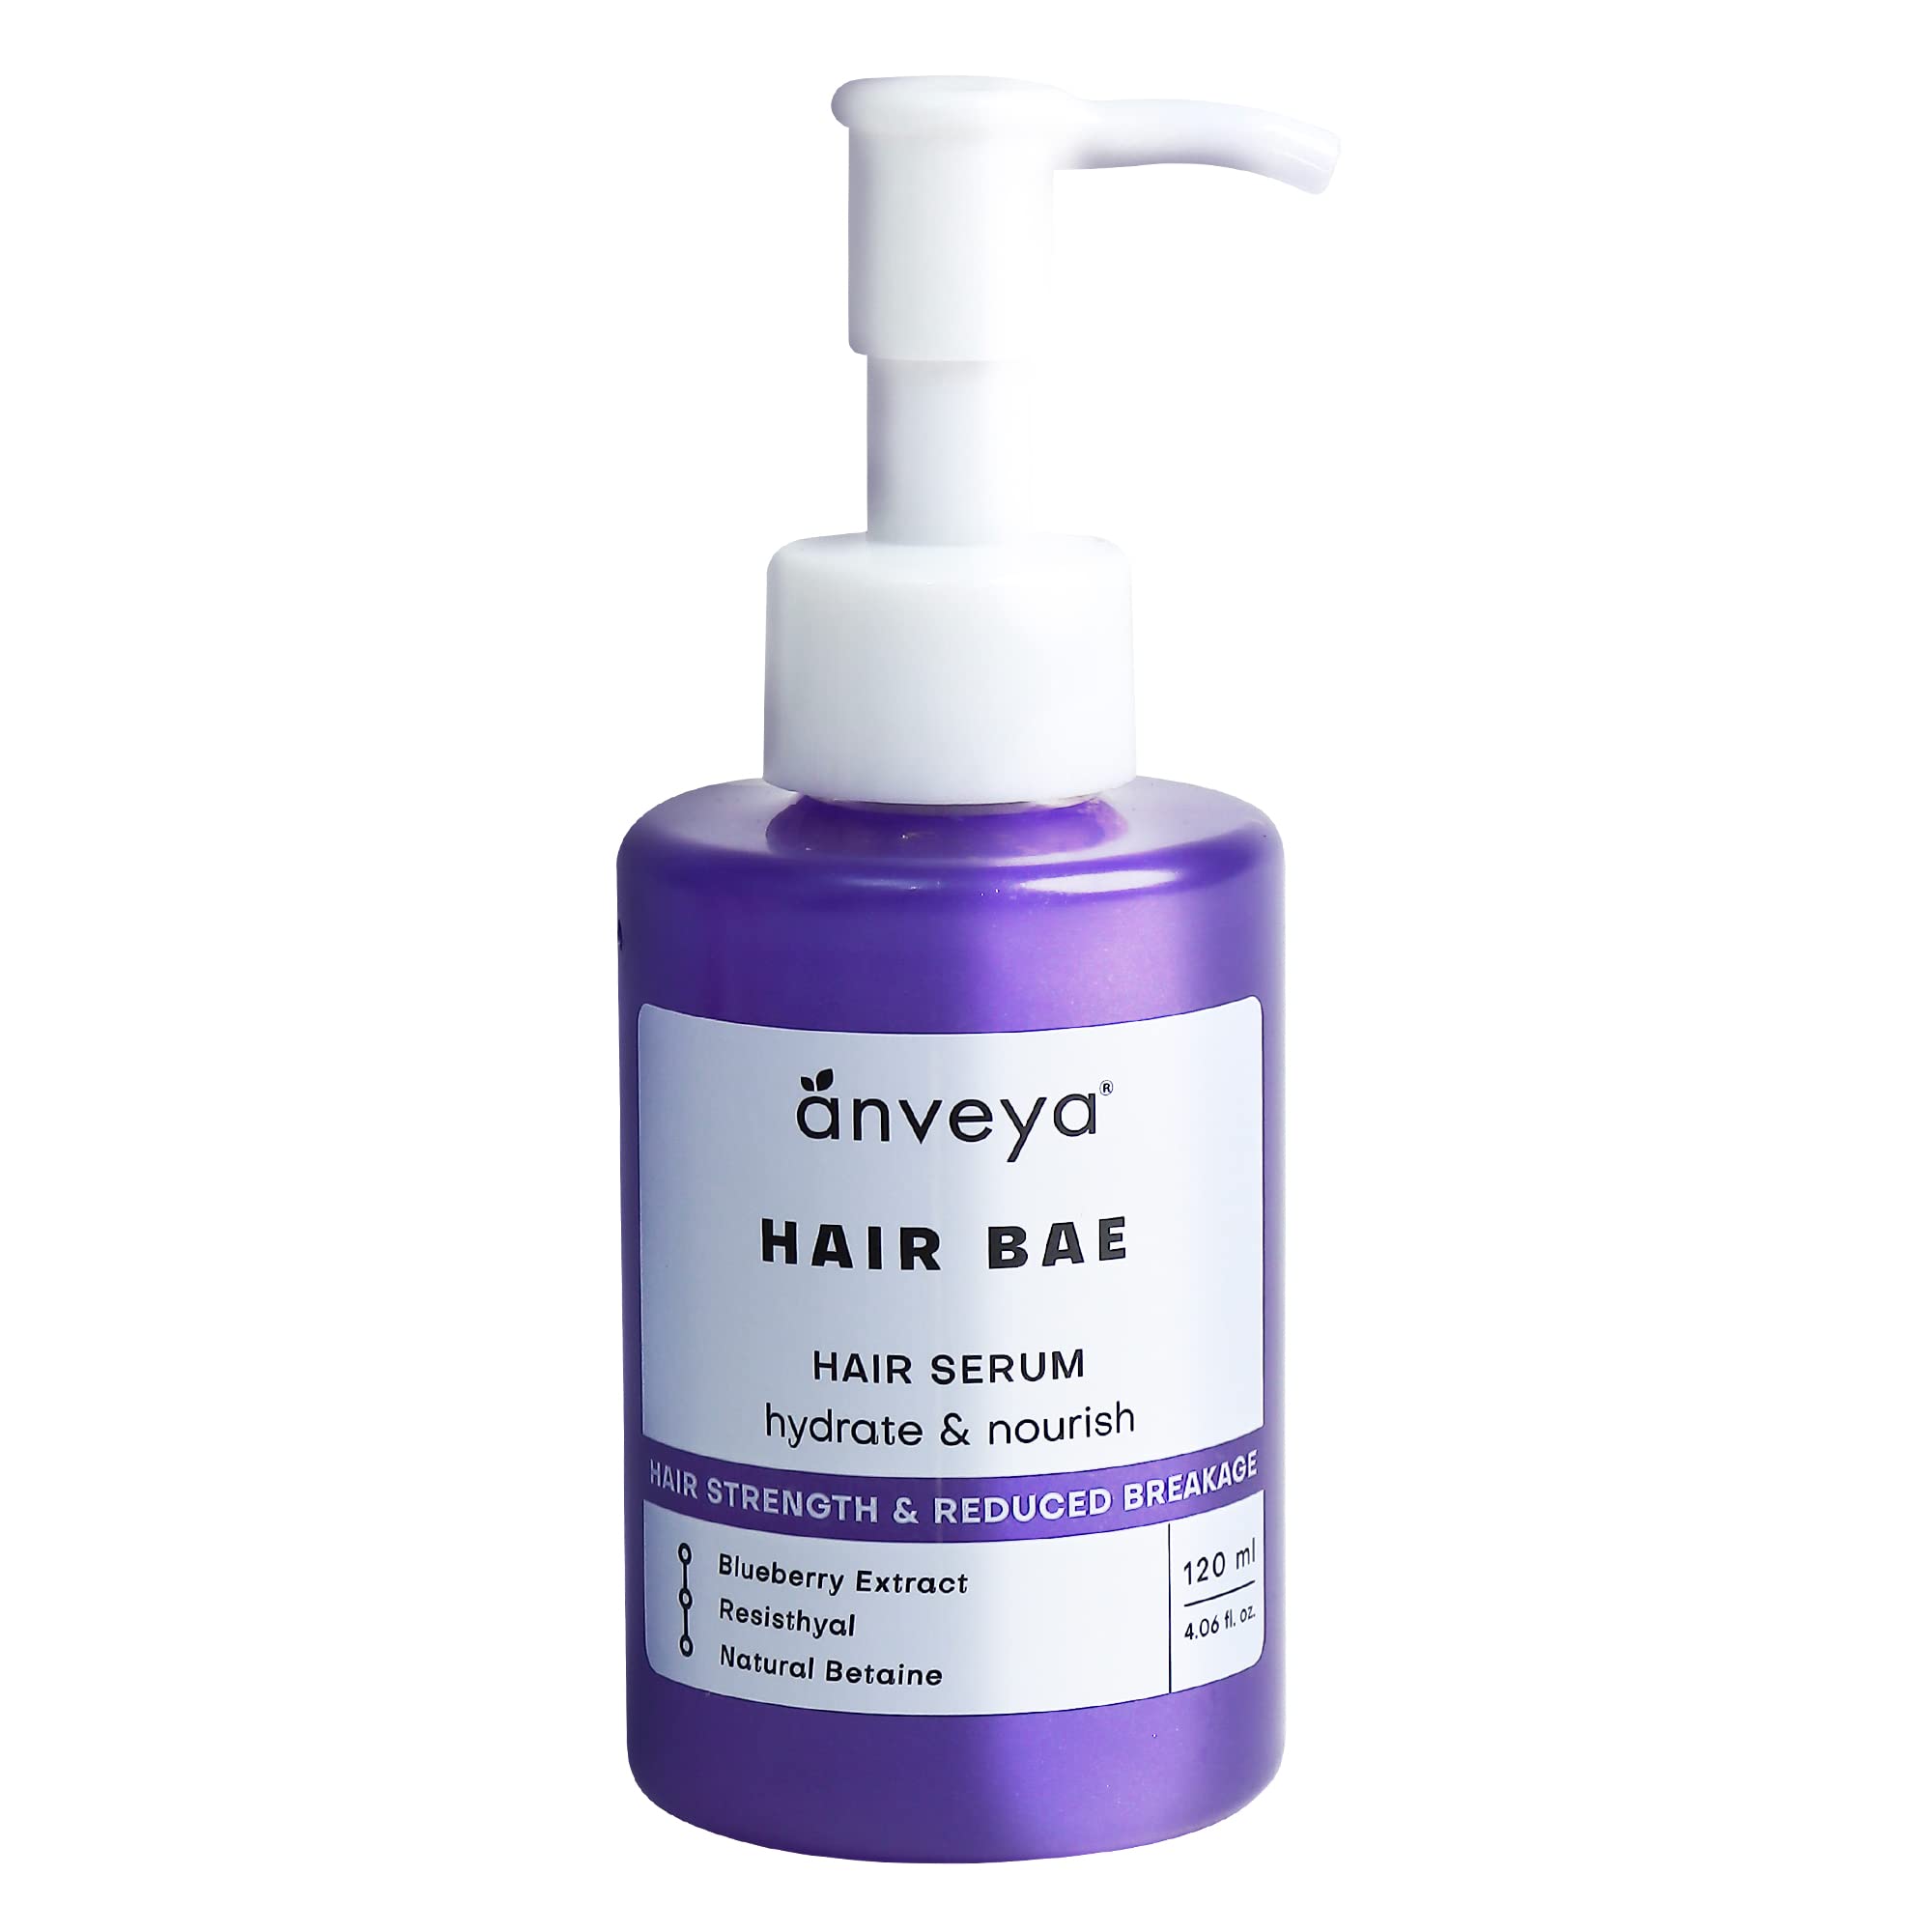 anveya®
HAIR BAE
HAIR SERUM
hydrate & nourish
HAIR STRENGTH & REDUCED BREAKAGE
Blueberry Extract
Resisthyal
Natural Betaine
120 ml
4.06 fl. oz.